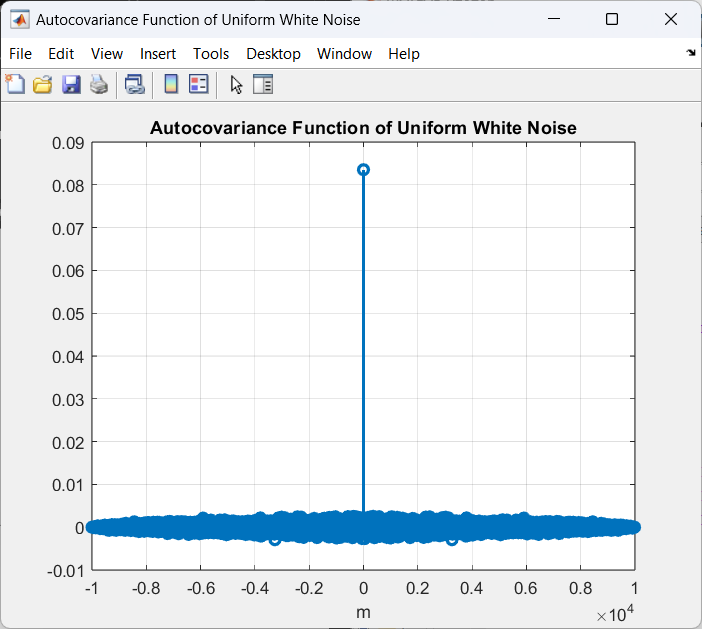 Autocovariance Function of Uniform White Noise
File Edit View Insert Tools Desktop Window Help
Autocovariance Function of Uniform White Noise
0.09
0.08
0.07
0.06
0.05
0.04
0.03
0.02
0.01
0
-0.01
-1 -0.8 -0.6 -0.4 -0.2 0 0.2 0.4 0.6 0.8 1
m
×10⁴